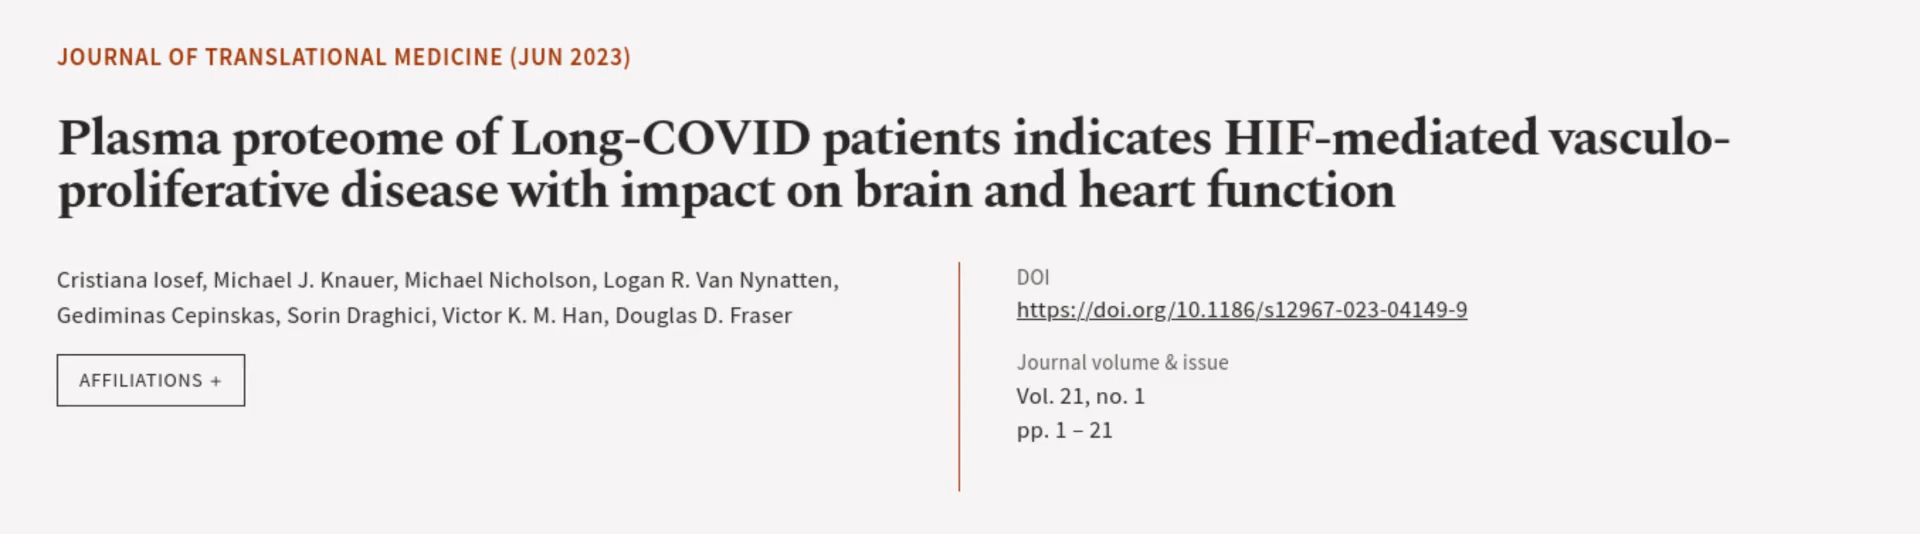 JOURNAL OF TRANSLATIONAL MEDICINE (JUN 2023)
Plasma proteome of Long-COVID patients indicates HIF-mediated vasculo-
proliferative disease with impact on brain and heart function
Cristiana Iosef, Michael J. Knauer, Michael Nicholson, Logan R. Van Nynatten,
Gediminas Cepinskas, Sorin Draghici, Victor K. M. Han, Douglas D. Fraser
AFFILIATIONS +
DOI
https://doi.org/10.1186/s12967-023-04149-9
Journal volume & issue
Vol. 21, no. 1
pp. 1 – 21